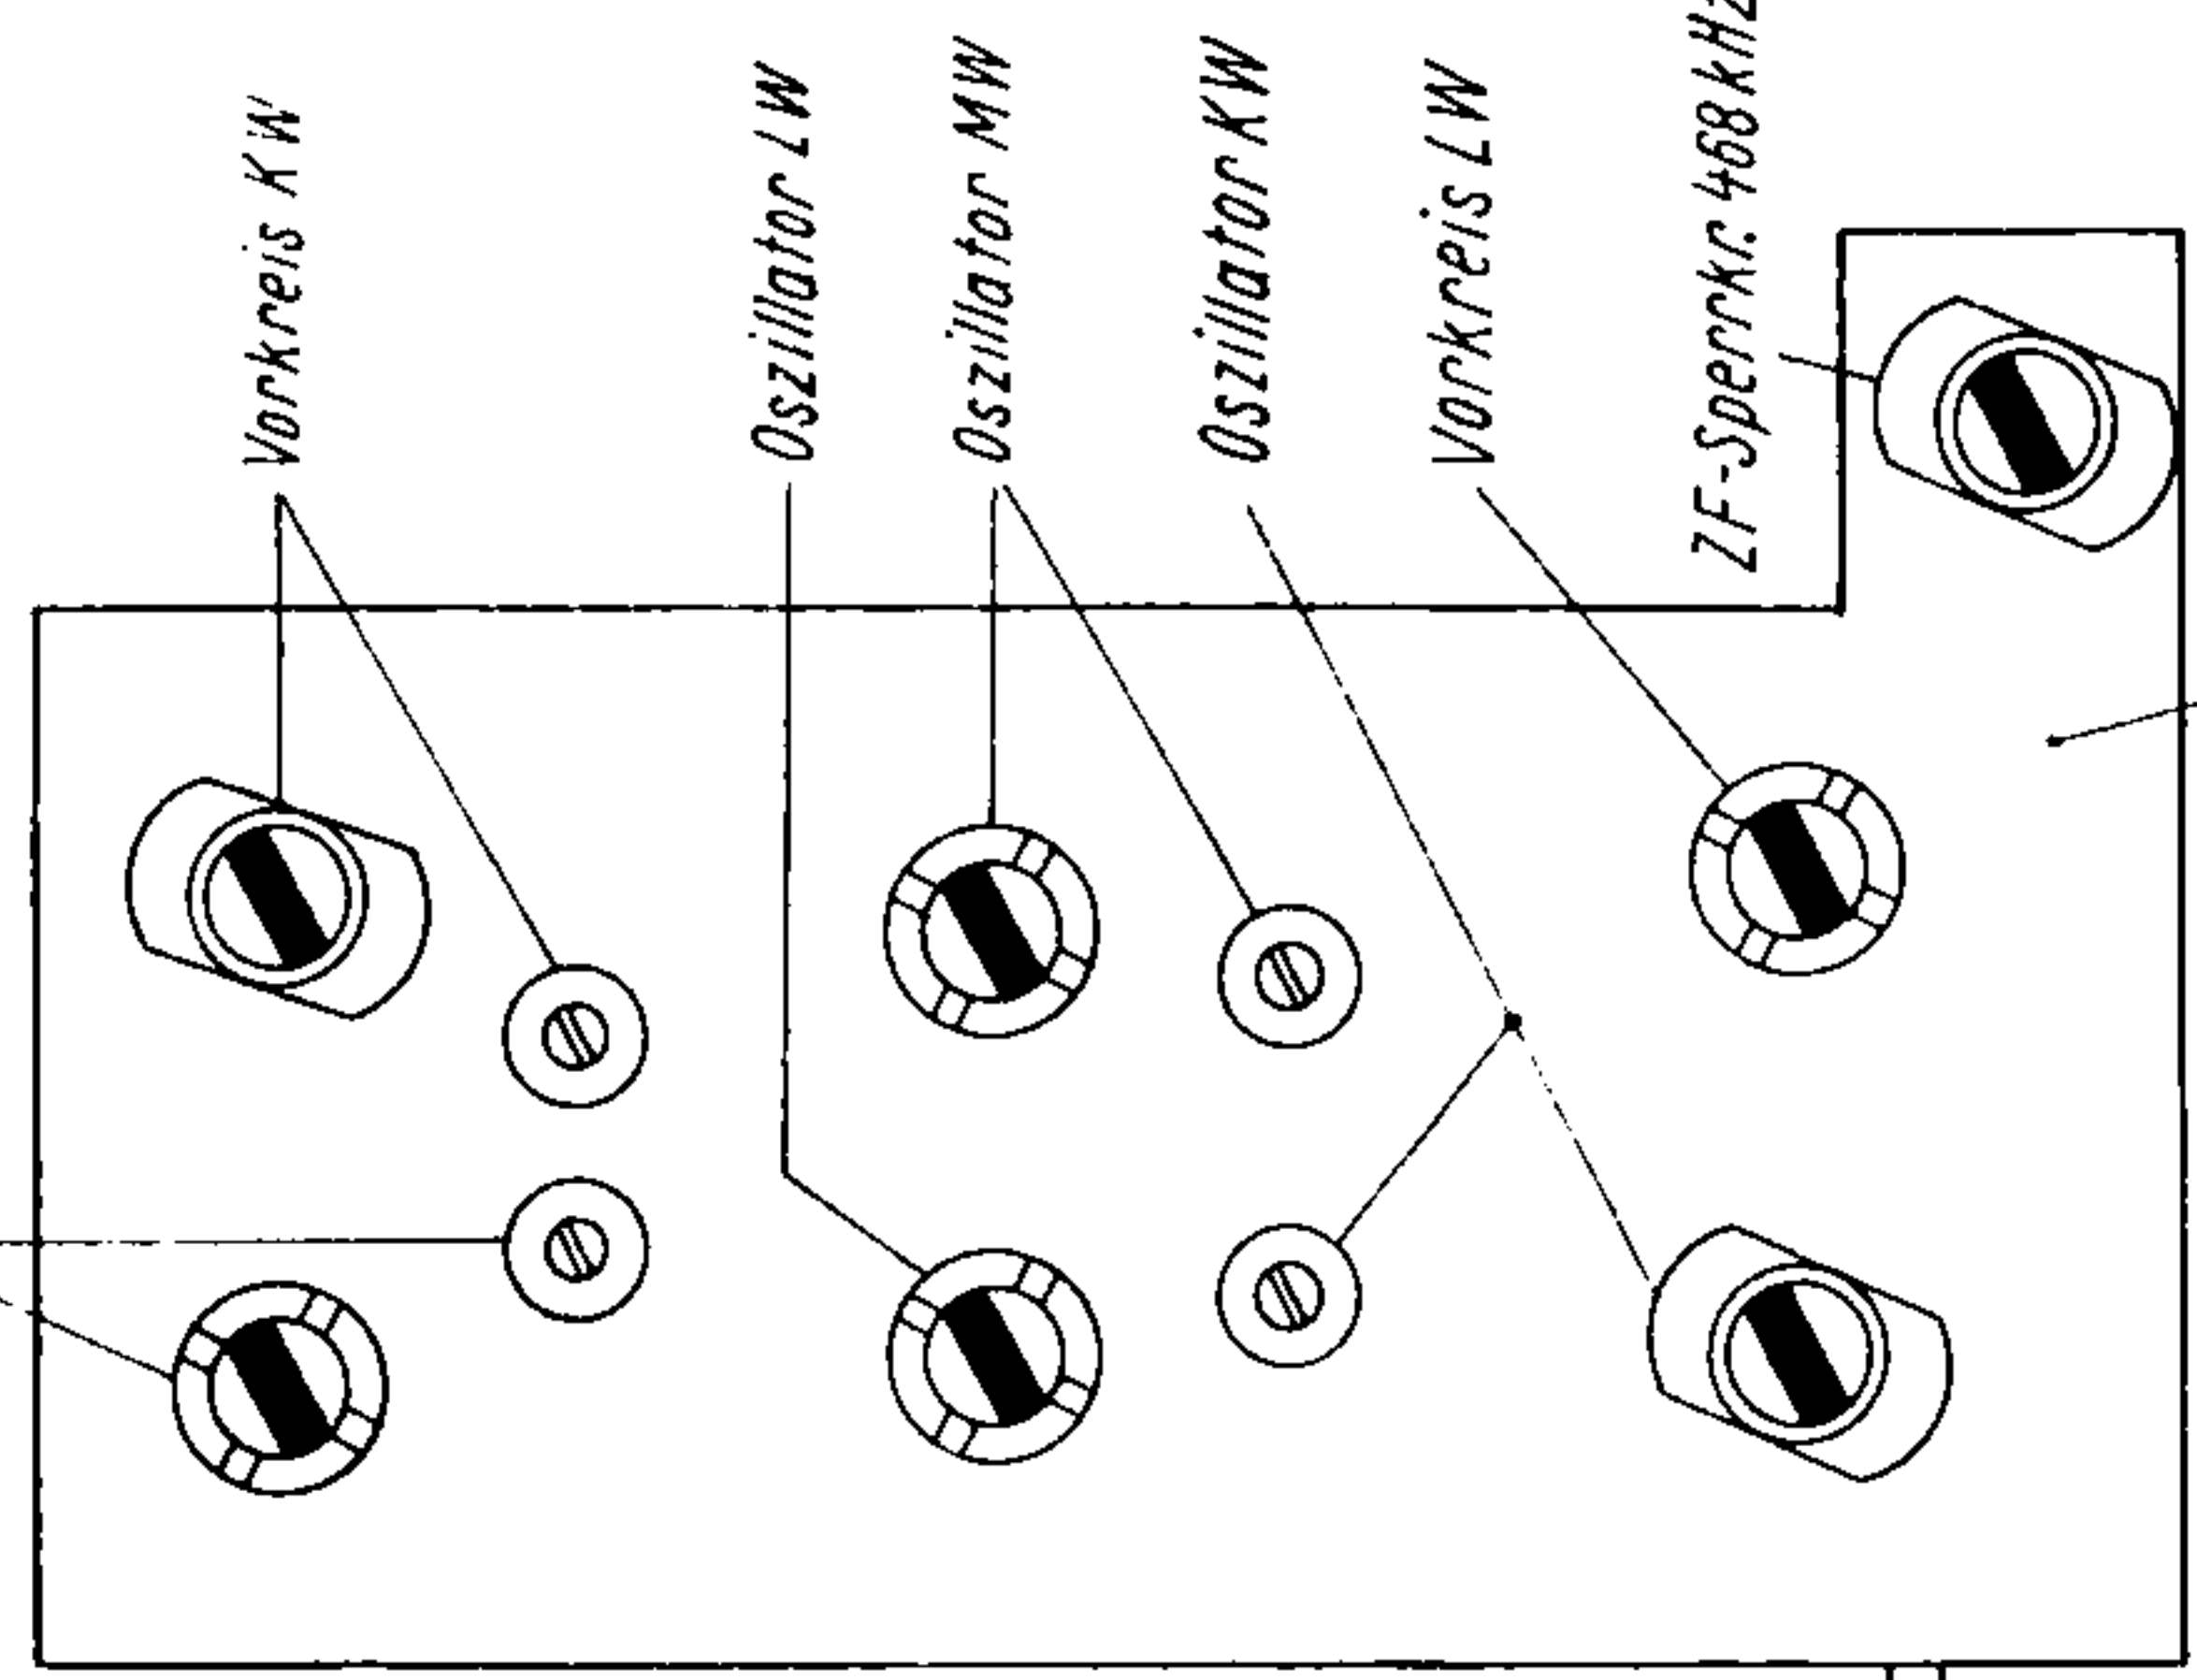 Vorkreis KW
Oszillator LW
Oszillator MW
Oszillator KW
Vorkreis LW
ZF-Sperrkr. 468 kHz